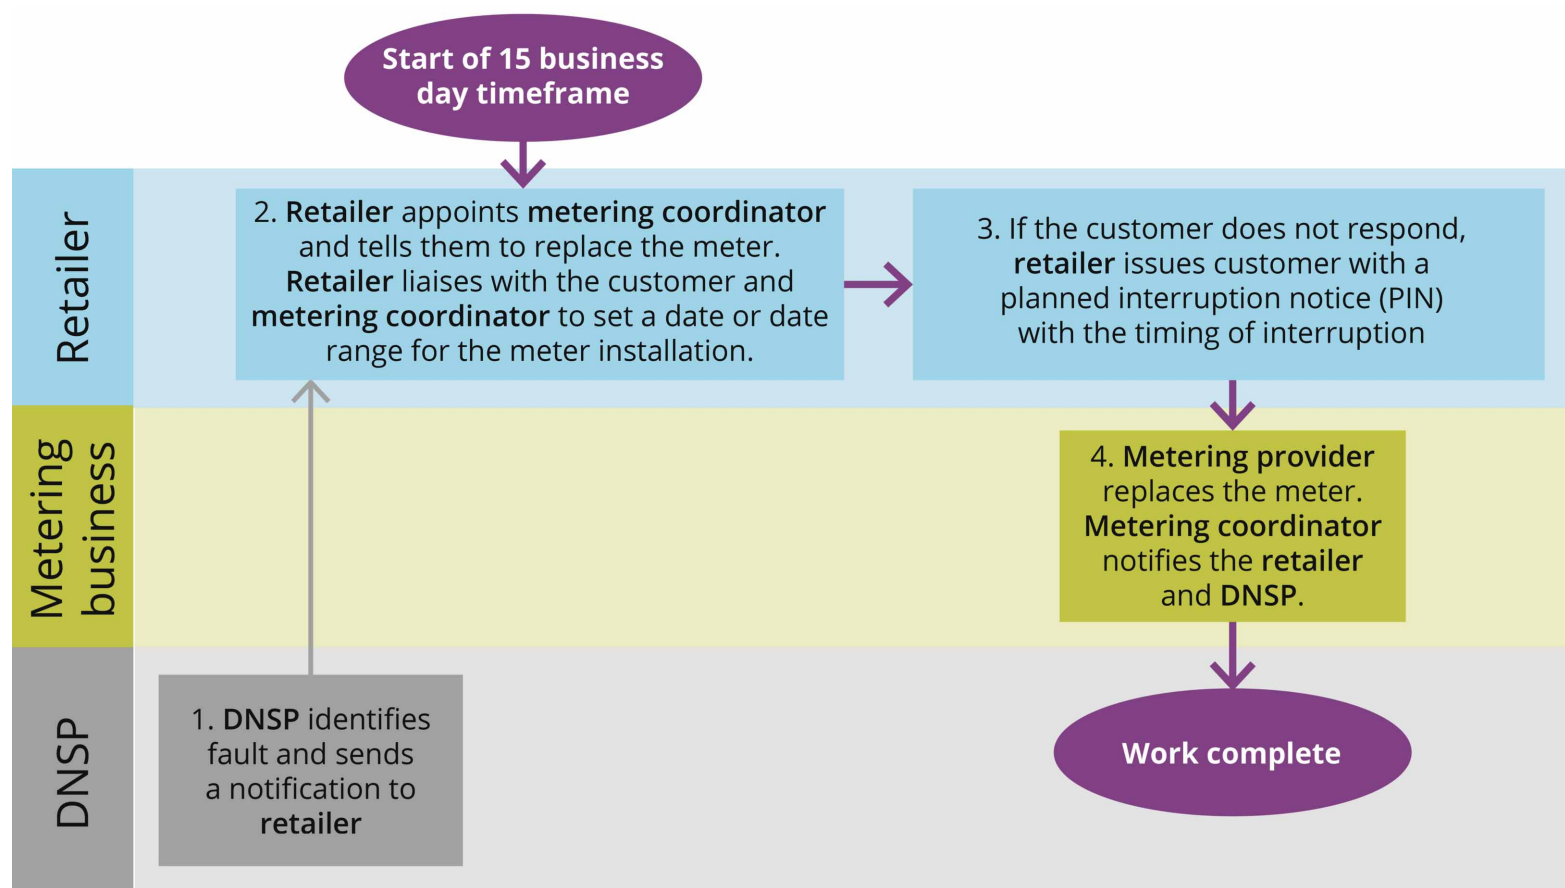 Start of 15 business
day timeframe
Retailer
2. Retailer appoints metering coordinator
and tells them to replace the meter.
Retailer liaises with the customer and
metering coordinator to set a date or date
range for the meter installation.
3. If the customer does not respond,
retailer issues customer with a
planned interruption notice (PIN)
with the timing of interruption
Metering
business
4. Metering provider
replaces the meter.
Metering coordinator
notifies the retailer
and DNSP.
DNSP
1. DNSP identifies
fault and sends
a notification to
retailer
Work complete